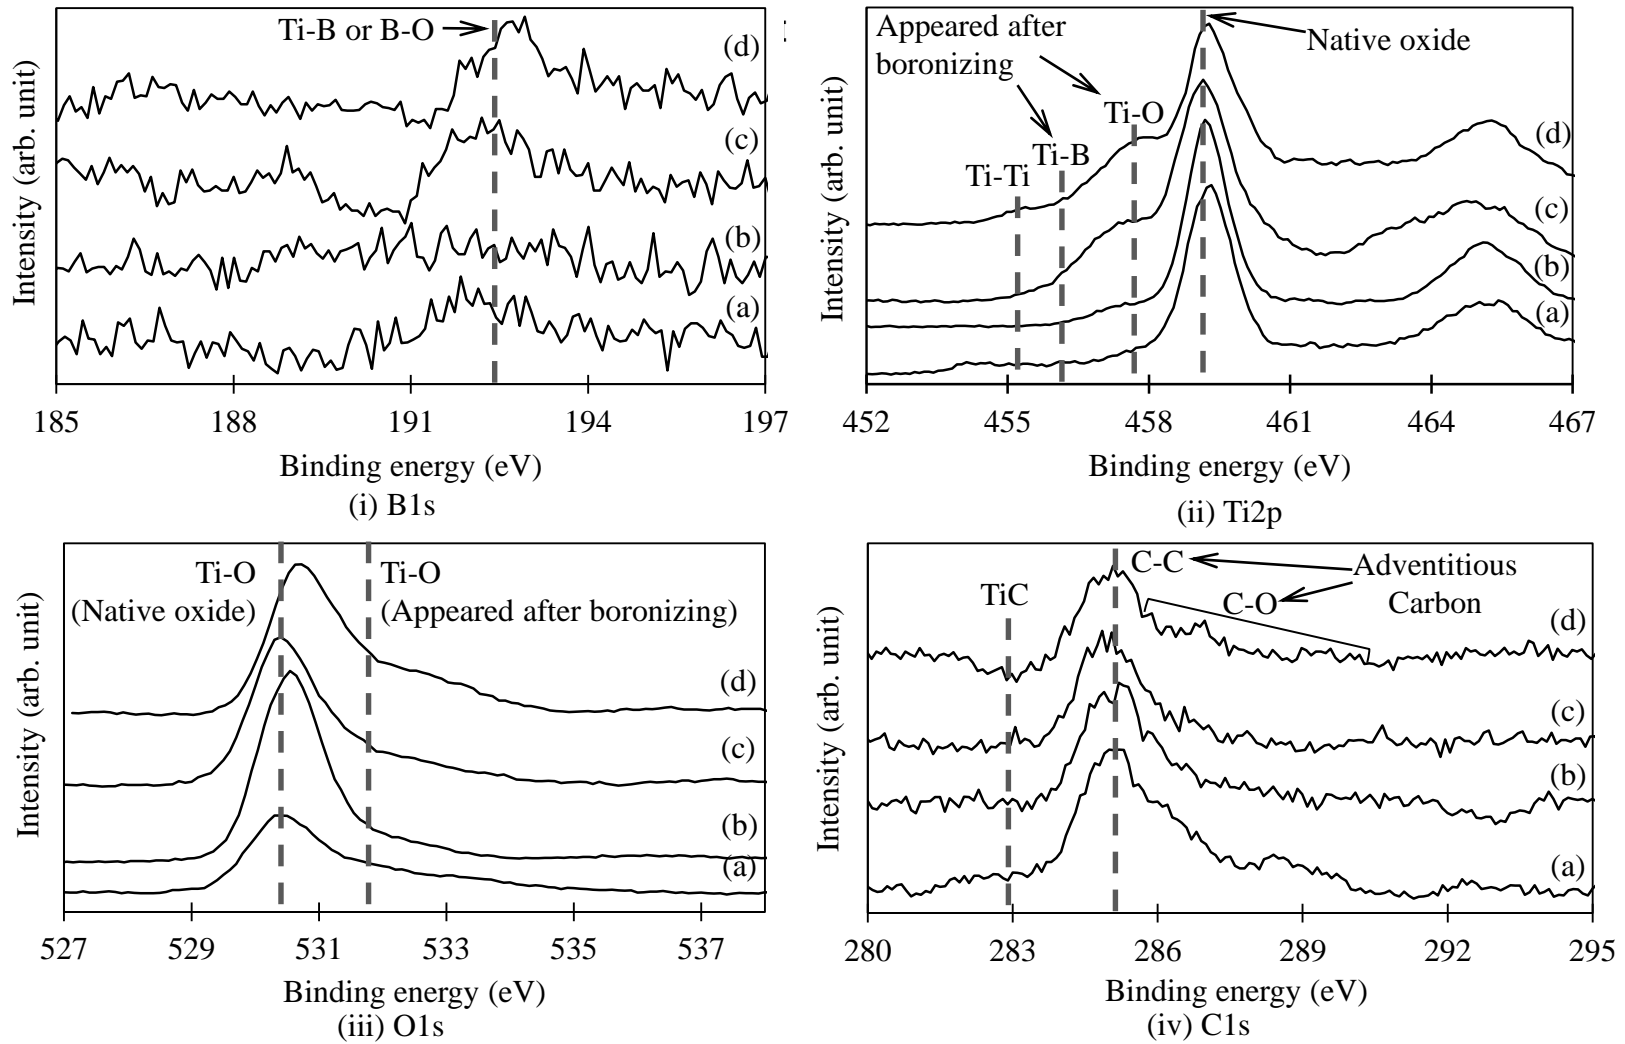 Ti-B or B-O
(d)
(c)
(b)
(a)
Intensity (arb. unit)
185 188 191 194 197
Binding energy (eV)
(i) B1s
Appeared after
boronizing
Native oxide
Ti-O
Ti-B
Ti-Ti
(d)
(c)
(b)
(a)
Intensity (arb. unit)
452 455 458 461 464 467
Binding energy (eV)
(ii) Ti2p
Ti-O
(Native oxide)
Ti-O
(Appeared after boronizing)
(d)
(c)
(b)
(a)
Intensity (arb. unit)
527 529 531 533 535 537
Binding energy (eV)
(iii) O1s
C-C
Adventitious
Carbon
TiC
C-O
(d)
(c)
(b)
(a)
Intensity (arb. unit)
280 283 286 289 292 295
Binding energy (eV)
(iv) C1s